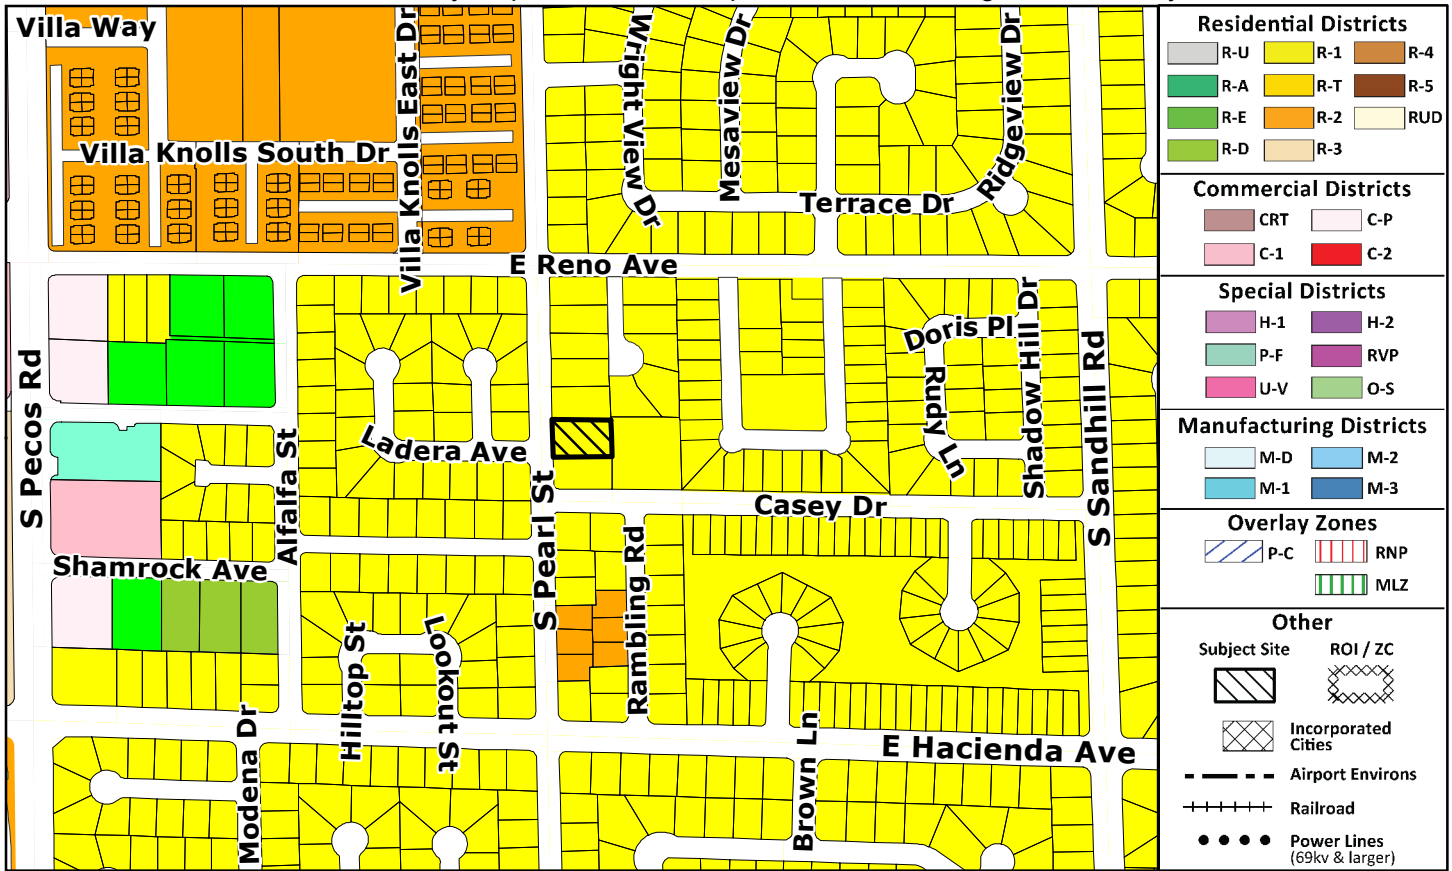 Villa Way
Villa Knolls South Dr
Villa Knolls East Dr
Wright View Dr
Mesaview Dr
Ridgeview Dr
Terrace Dr
E Reno Ave
S Pecos Rd
Ladera Ave
Alfalfa St
S Pearl St
Doris Pl
Ruply Ln
Shadow Hill Dr
S Sandhill Rd
Casey Dr
Shamrock Ave
Rambling Rd
Hilltop St
Lookout St
Modena Dr
Brown Ln
E Hacienda Ave
Residential Districts
R-U
R-1
R-4
R-A
R-T
R-5
R-E
R-2
RUD
R-D
R-3
Commercial Districts
CRT
C-P
C-1
C-2
Special Districts
H-1
H-2
P-F
RVP
U-V
O-S
Manufacturing Districts
M-D
M-2
M-1
M-3
Overlay Zones
P-C
RNP
MLZ
Other
Subject Site
ROI / ZC
Incorporated
Cities
Airport Environs
Railroad
Power Lines
(69kv & larger)